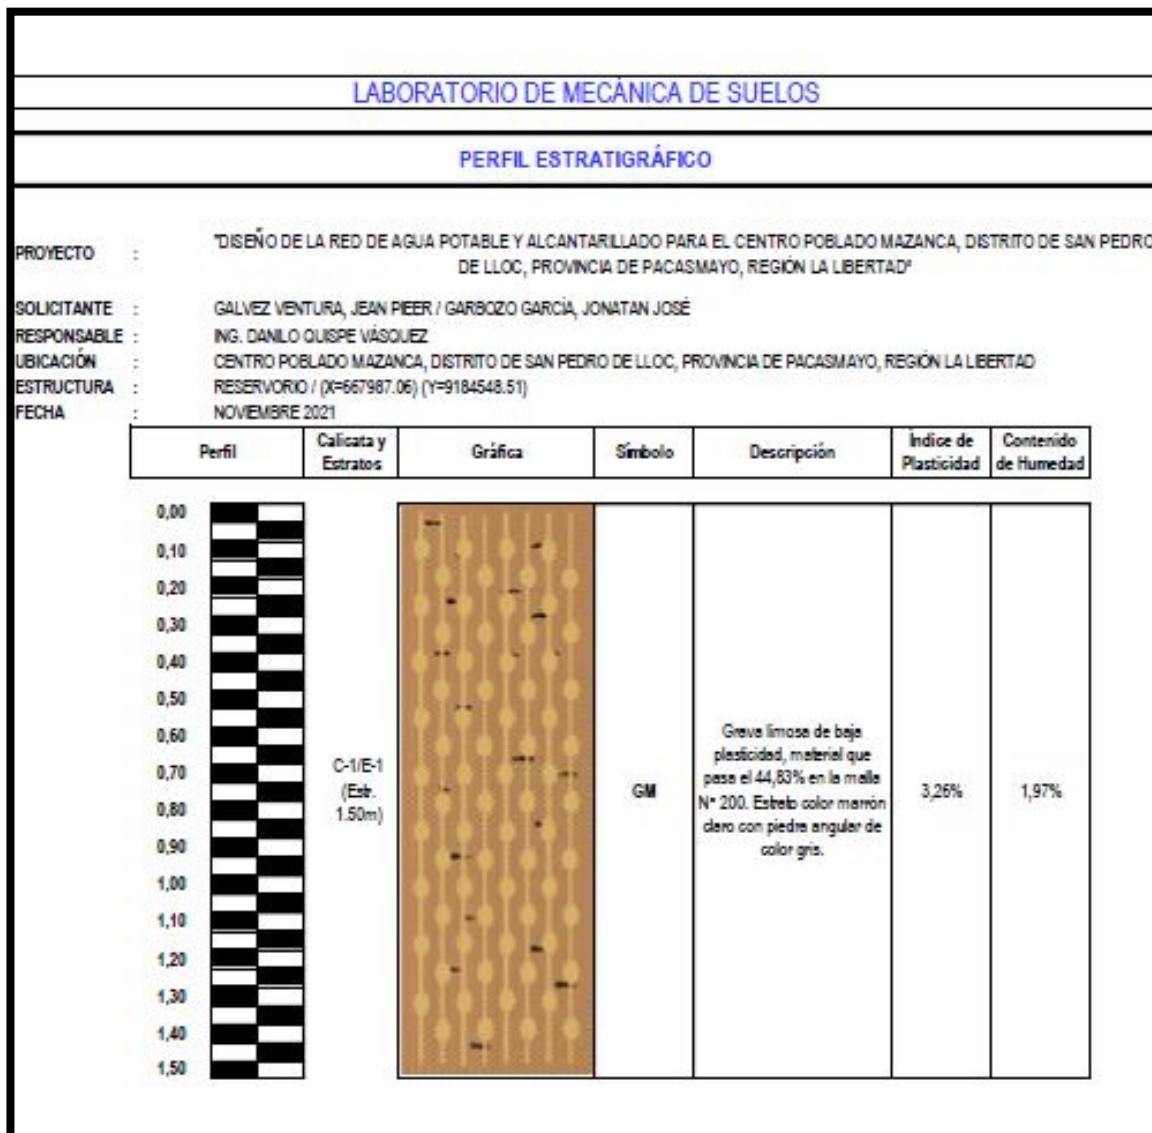 LABORATORIO DE MECÁNICA DE SUELOS
PERFIL ESTRATIGRÁFICO
PROYECTO : "DISEÑO DE LA RED DE AGUA POTABLE Y ALCANTARILLADO PARA EL CENTRO POBLADO MAZANCA, DISTRITO DE SAN PEDRO
DE LLOC, PROVINCIA DE PACASMAYO, REGIÓN LA LIBERTAD"
SOLICITANTE : GALVEZ VENTURA, JEAN PIEER / GARBOZO GARCÍA, JONATAN JOSÉ
RESPONSABLE : ING. DANILO QUISPE VÁSQUEZ
UBICACIÓN : CENTRO POBLADO MAZANCA, DISTRITO DE SAN PEDRO DE LLOC, PROVINCIA DE PACASMAYO, REGIÓN LA LIBERTAD
ESTRUCTURA : RESERVORIO / (X=667987.06) (Y=9184548.51)
FECHA : NOVIEMBRE 2021
Perfil
Calicata y
Estratos
Gráfica
Símbolo
Descripción
Índice de
Plasticidad
Contenido
de Humedad
0,00
0,10
0,20
0,30
0,40
0,50
0,60
0,70
0,80
0,90
1,00
1,10
1,20
1,30
1,40
1,50
C-1/E-1
(Estr.
1.50m)
GM
Grava limosa de baja
plasticidad, material que
pasa el 44,83% en la malla
N° 200. Estrato color marrón
claro con piedra angular de
color gris.
3,26%
1,97%